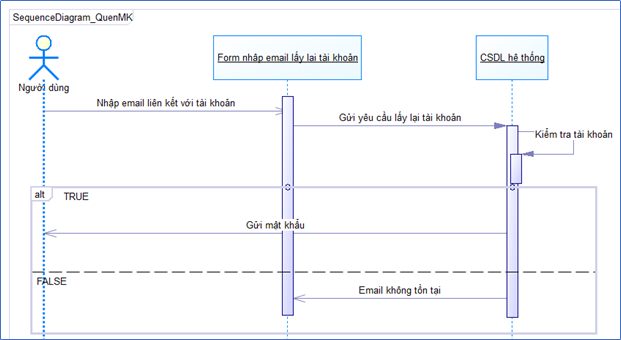 SequenceDiagram_QuenMK
Form nhập email lấy lại tài khoản
CSDL hệ thống
Người dùng
Nhập email liên kết với tài khoản
Gửi yêu cầu lấy lại tài khoản
Kiểm tra tài khoản
alt
TRUE
Gửi mật khẩu
FALSE
Email không tồn tại